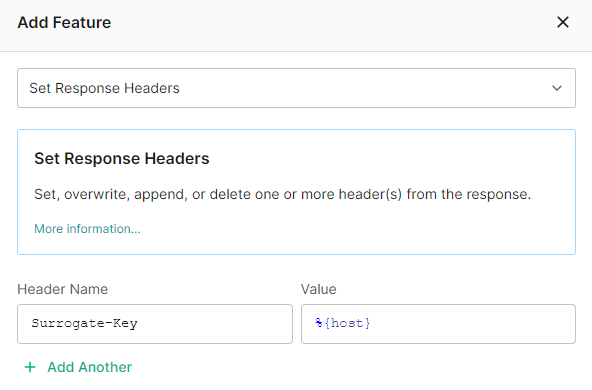 Add Feature
Set Response Headers
Set Response Headers
Set, overwrite, append, or delete one or more header(s) from the response.
More information...
Header Name Value
Surrogate-Key %{host}
+ Add Another